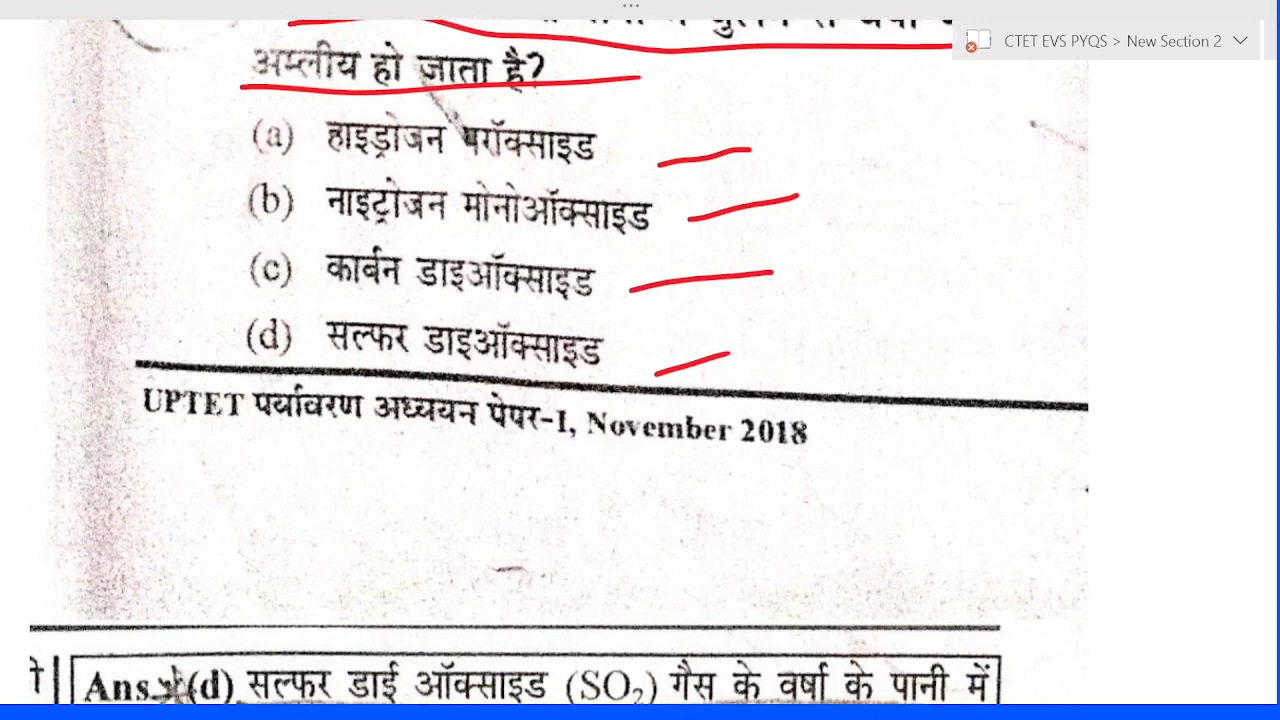 CTET EVS PYQS > New Section 2
अम्लीय हो जाता है?
(a) हाइड्रोजन परॉक्साइड
(b) नाइट्रोजन मोनोऑक्साइड
(c) कार्बन डाइऑक्साइड
(d) सल्फर डाइऑक्साइड
UPTET पर्यावरण अध्ययन पेपर-I, November 2018
Ans. (d) सल्फर डाई ऑक्साइड (SO₂) गैस के वर्षा के पानी में